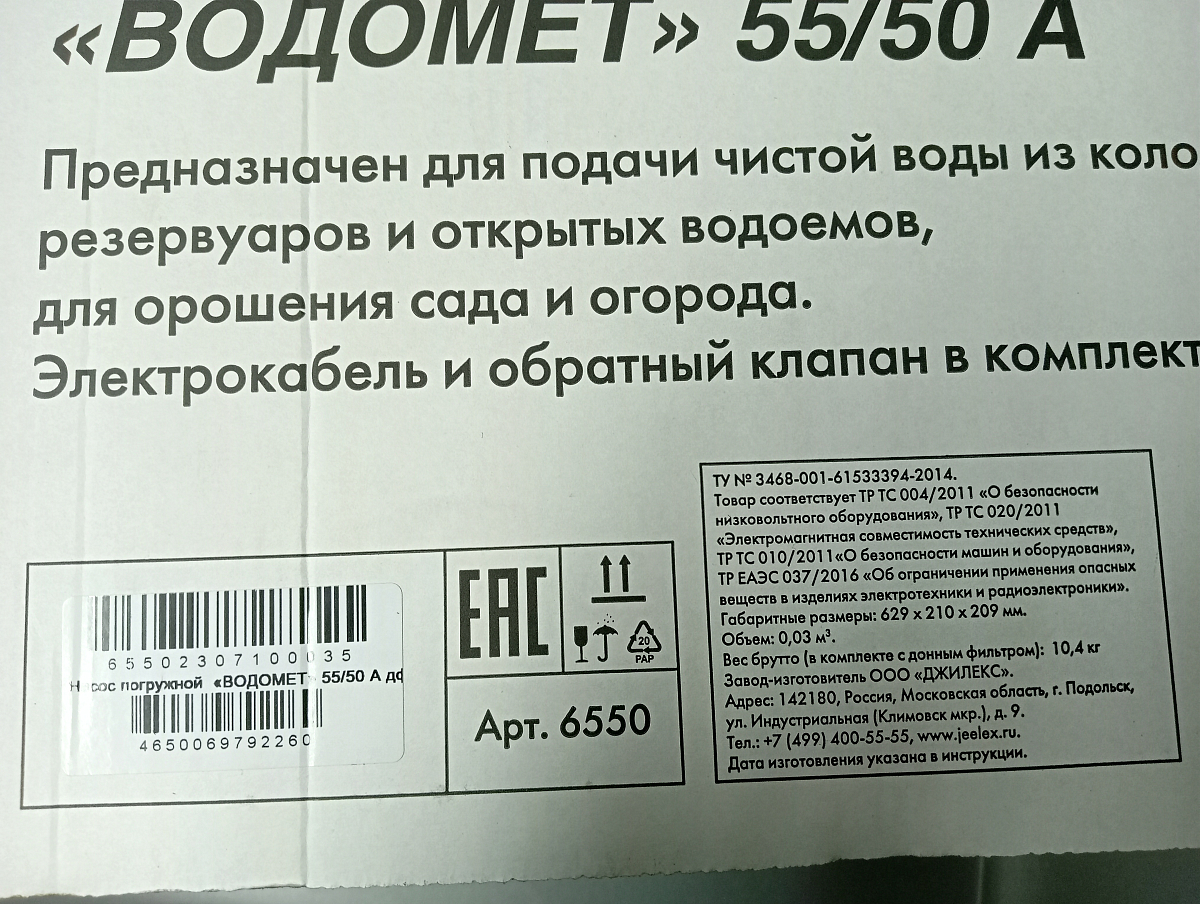 «ВОДОМЕТ» 55/50 А
Предназначен для подачи чистой воды из коло
резервуаров и открытых водоемов,
для орошения сада и огорода.
Электрокабель и обратный клапан в комплект
ТУ № 3468-001-61533394-2014.
Товар соответствует ТР ТС 004/2011 «О безопасности
низковольтного оборудования», ТР ТС 020/2011
«Электромагнитная совместимость технических средств»,
ТР ТС 010/2011«О безопасности машин и оборудования»,
ТР ЕАЭС 037/2016 «Об ограничении применения опасных
веществ в изделиях электротехники и радиоэлектроники».
Габаритные размеры: 629 х 210 х 209 мм.
Объем: 0,03 м³.
Вес брутто (в комплекте с донным фильтром): 10,4 кг
Завод-изготовитель ООО «ДЖИЛЕКС».
Адрес: 142180, Россия, Московская область, г. Подольск,
ул. Индустриальная (Климовск мкр.), д. 9.
Тел.: +7 (499) 400-55-55, www.jeelex.ru.
Дата изготовления указана в инструкции.
65502307100035
Насос погружной «ВОДОМЕТ» 55/50 А дф
4650069792260
ЕАС
20
PAP
Арт. 6550